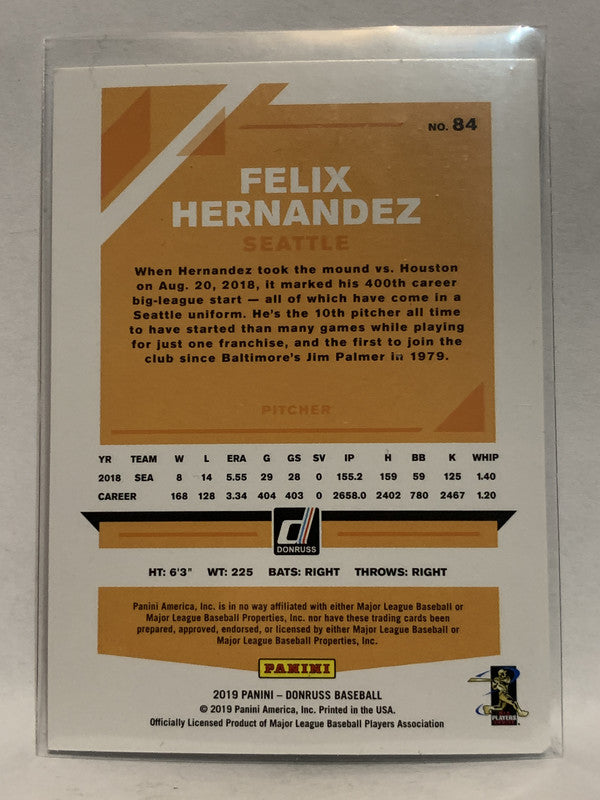 NO. 84
FELIX
HERNANDEZ
SEATTLE
When Hernandez took the mound vs. Houston
on Aug. 20, 2018, it marked his 400th career
big-league start — all of which have come in a
Seattle uniform. He's the 10th pitcher all time
to have started than many games while playing
for just one franchise, and the first to join the
club since Baltimore's Jim Palmer in 1979.
PITCHER
YR TEAM W L ERA G GS SV IP H BB K WHIP
2018 SEA 8 14 5.55 29 28 0 155.2 159 59 125 1.40
CAREER 168 128 3.34 404 403 0 2658.0 2402 780 2467 1.20
d
DONRUSS
HT: 6'3" WT: 225 BATS: RIGHT THROWS: RIGHT
Panini America, Inc. is in no way affiliated with either Major League Baseball or
Major League Baseball Properties, Inc. nor have these trading cards been
prepared, approved, endorsed, or licensed by either Major League Baseball or
Major League Baseball Properties, Inc.
PANINI
2019 PANINI – DONRUSS BASEBALL
© 2019 Panini America, Inc. Printed in the USA.
Officially Licensed Product of Major League Baseball Players Association
PLAYERS